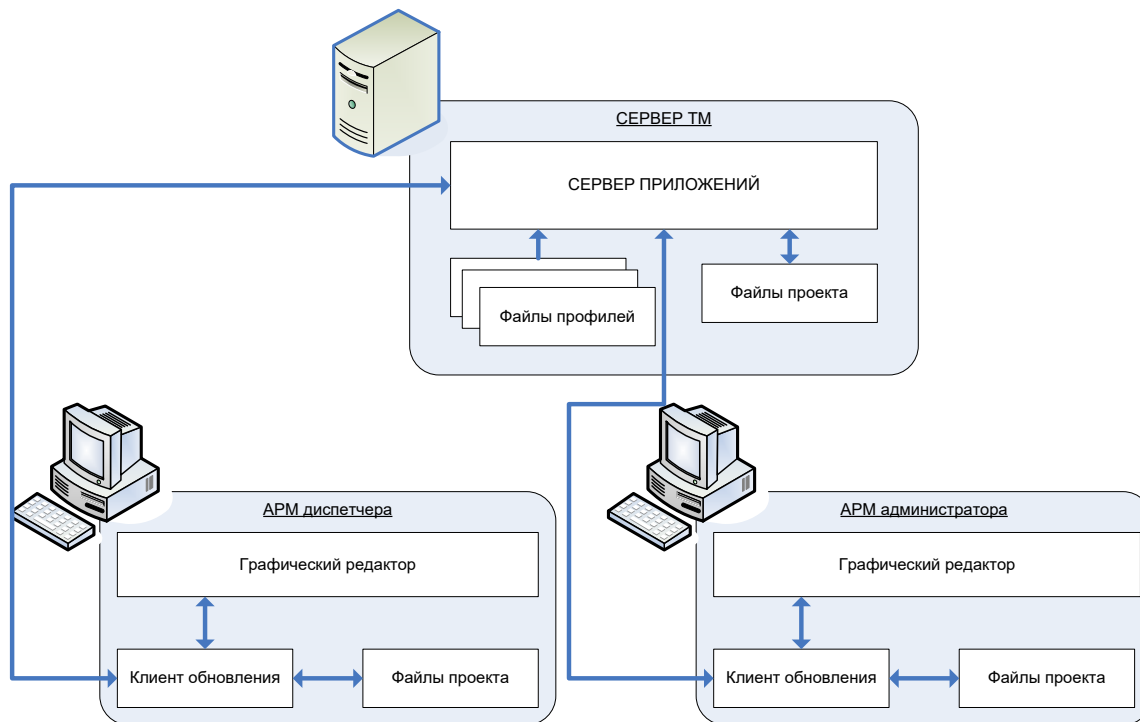 СЕРВЕР ТМ
СЕРВЕР ПРИЛОЖЕНИЙ
Файлы профилей
Файлы проекта
АРМ диспетчера
Графический редактор
Клиент обновления
Файлы проекта
АРМ администратора
Графический редактор
Клиент обновления
Файлы проекта